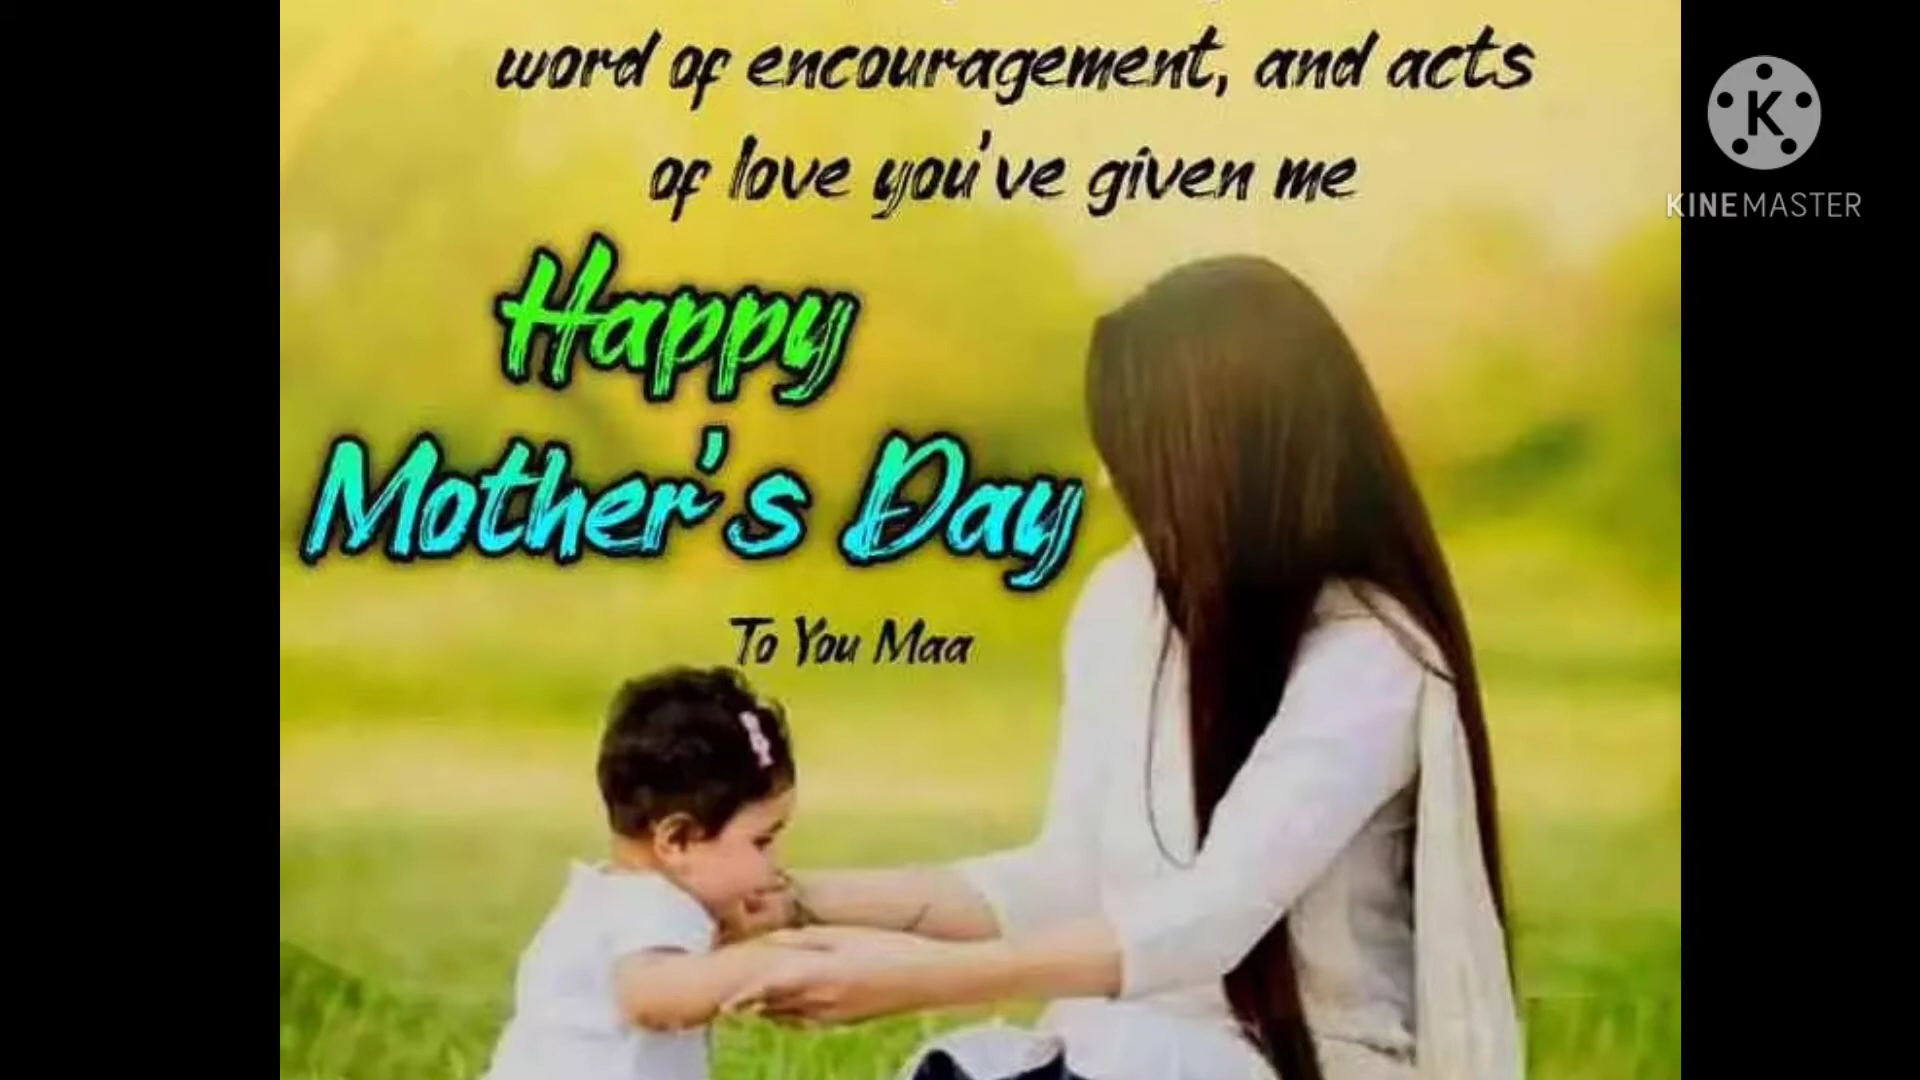 word of encouragement, and acts
of love you've given me
Happy
Mother's Day
To You Maa
K
KINEMASTER